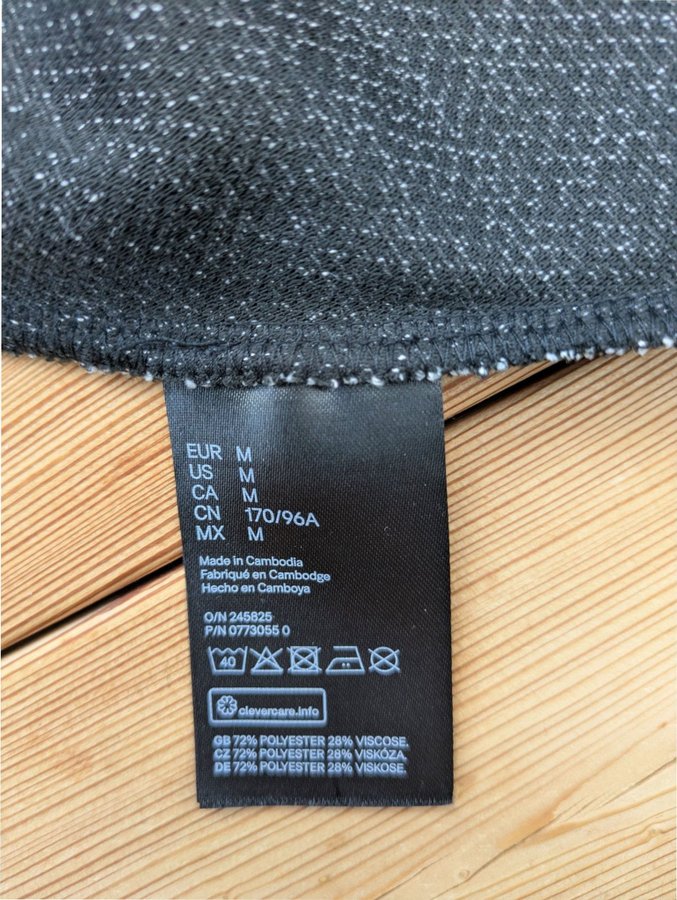 EUR M
US M
CA M
CN 170/96A
MX M
Made in Cambodia
Fabriqué en Cambodge
Hecho en Camboya
O/N 245825
P/N 0773055 0
40
clevercare.info
GB 72% POLYESTER 28% VISCOSE.
CZ 72% POLYESTER 28% VISKÓZA.
DE 72% POLYESTER 28% VISKOSE.